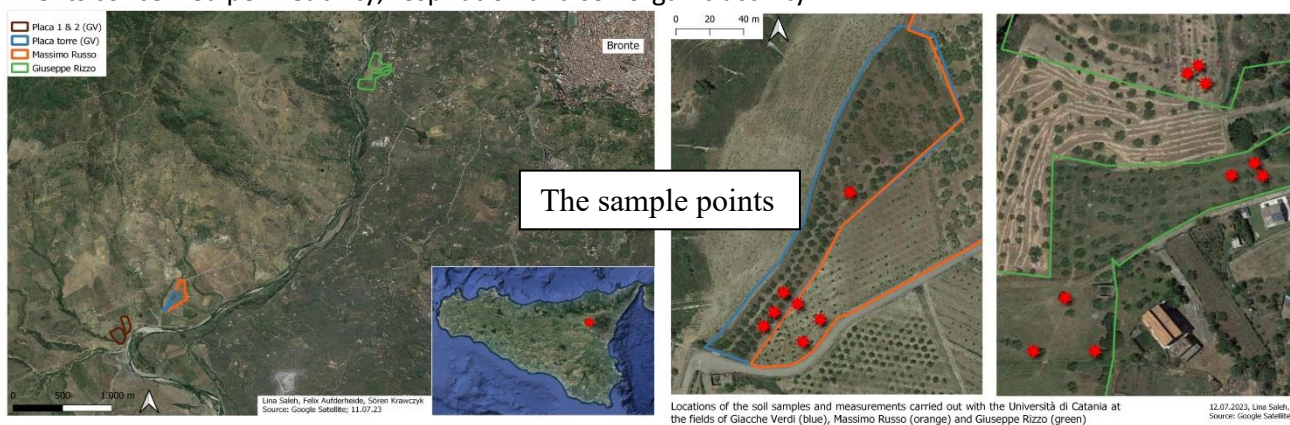 Placa 1 & 2 (GV)
Placa torre (GV)
Massimo Russo
Giuseppe Rizzo
Bronte
0 20 40 m
The sample points
0 500 1.000 m
Lina Saleh, Felix Aufderheide, Sören Krawczyk
Source: Google Satellite; 11.07.23
Locations of the soil samples and measurements carried out with the Università di Catania at
the fields of Giacche Verdi (blue), Massimo Russo (orange) and Giuseppe Rizzo (green)
12.07.2023, Lina Saleh,
Source: Google Satellite